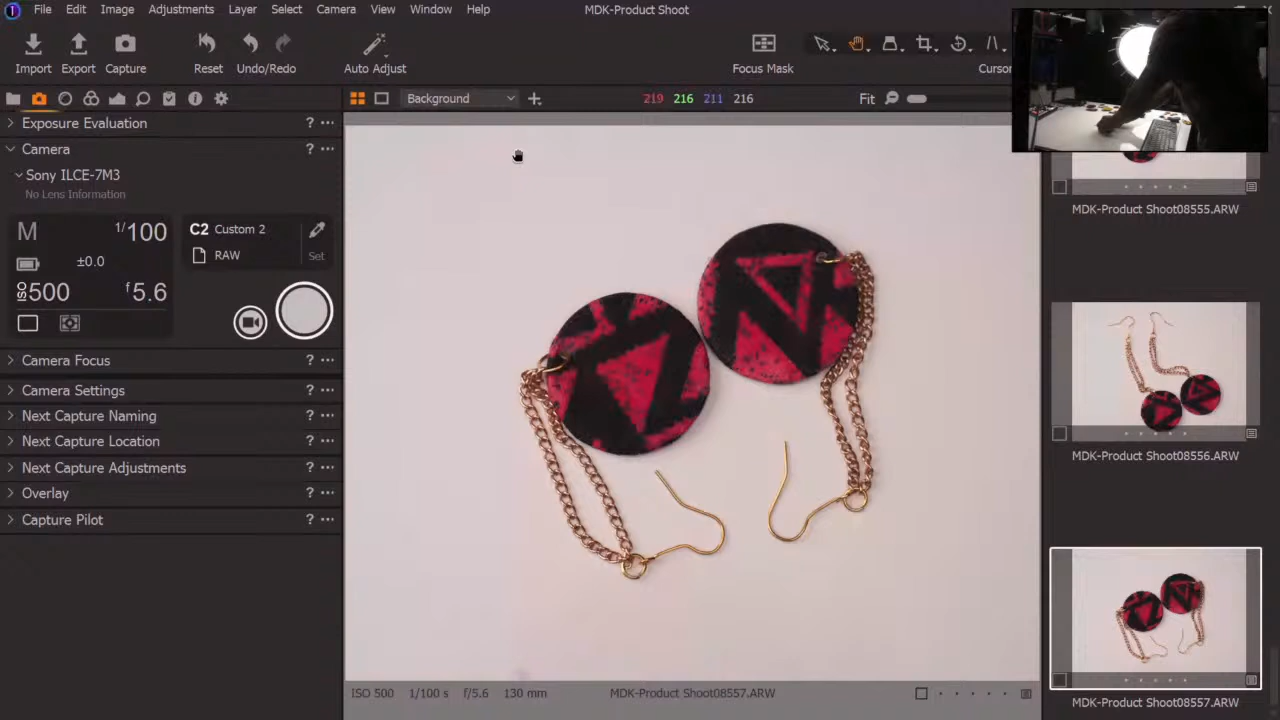 File Edit Image Adjustments Layer Select Camera View Window Help MDK-Product Shoot
Import Export Capture Reset Undo/Redo Auto Adjust Focus Mask Cursor
Background 219 216 211 216 Fit
Exposure Evaluation ? ...
Camera ? ...
Sony ILCE-7M3
No Lens Information
M 1/100 C2 Custom 2
±0.0 RAW Set
ISO 500 f 5.6
Camera Focus ? ...
Camera Settings ? ...
Next Capture Naming ? ...
Next Capture Location ? ...
Next Capture Adjustments ? ...
Overlay ? ...
Capture Pilot ? ...
ISO 500 1/100 s f/5.6 130 mm MDK-Product Shoot08557.ARW
MDK-Product Shoot08555.ARW
MDK-Product Shoot08556.ARW
MDK-Product Shoot08557.ARW